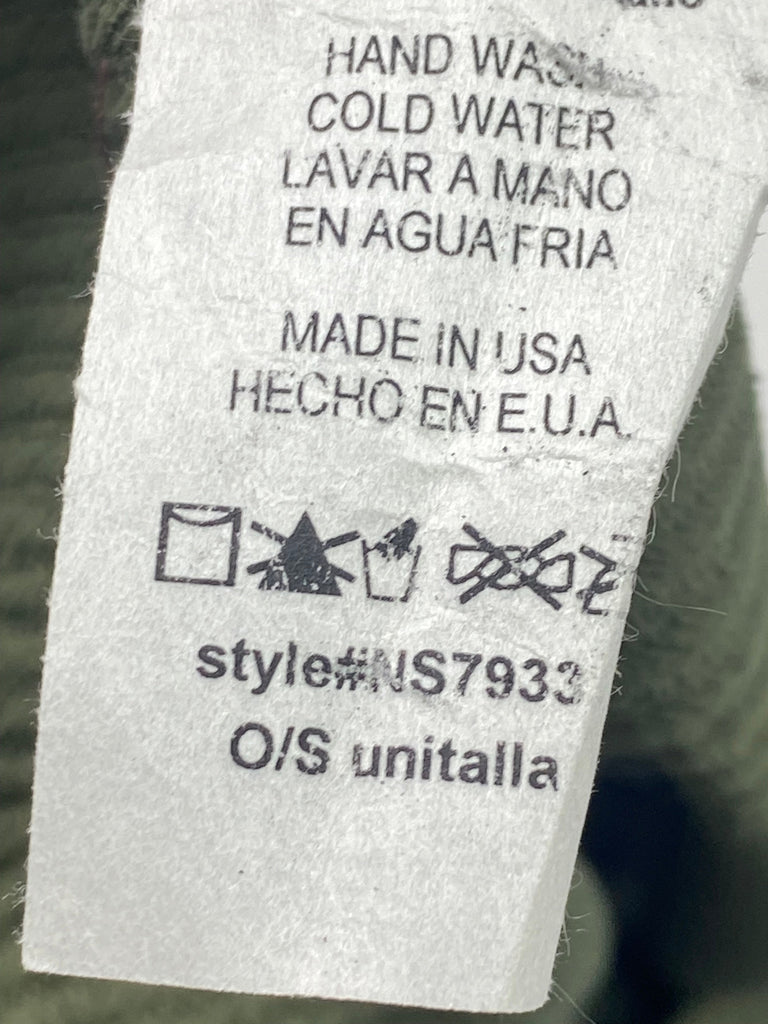 HAND WASH
COLD WATER
LAVAR A MANO
EN AGUA FRIA
MADE IN USA
HECHO EN E.U.A.
style#NS7933
O/S unitalla